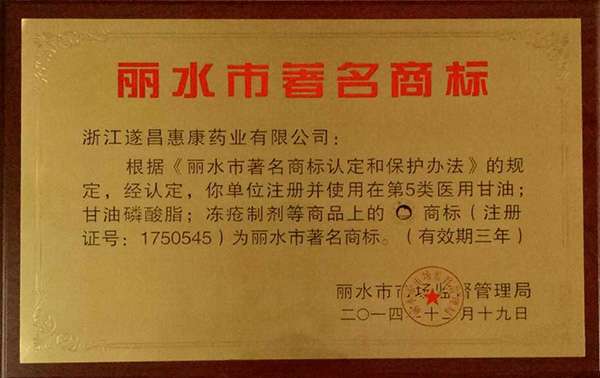 丽水市著名商标
浙江遂昌惠康药业有限公司：
根据《丽水市著名商标认定和保护办法》的规
定，经认定，你单位注册并使用在第5类医用甘油；
甘油磷酸脂；冻疮制剂等商品上的 商标（注册
证号：1750545）为丽水市著名商标。（有效期三年）
丽水市市场监督管理局
二〇一四年十二月十九日